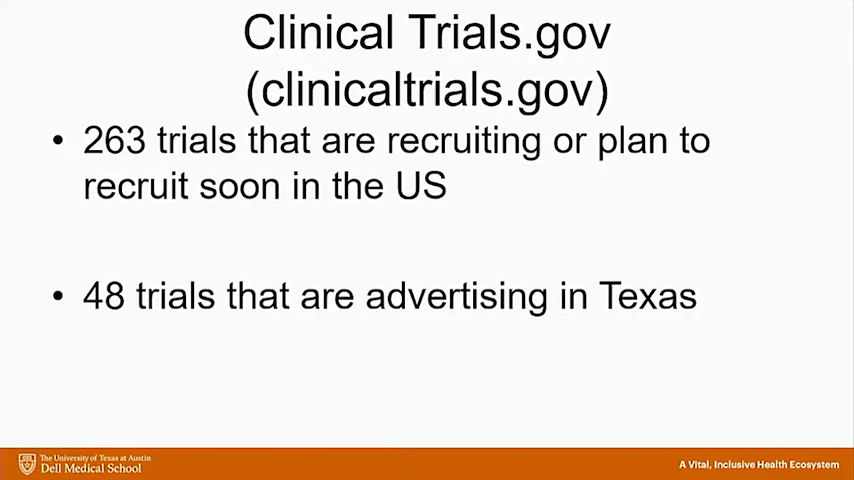 Clinical Trials.gov
(clinicaltrials.gov)
• 263 trials that are recruiting or plan to
recruit soon in the US
• 48 trials that are advertising in Texas
The University of Texas at Austin
Dell Medical School
A Vital, Inclusive Health Ecosystem